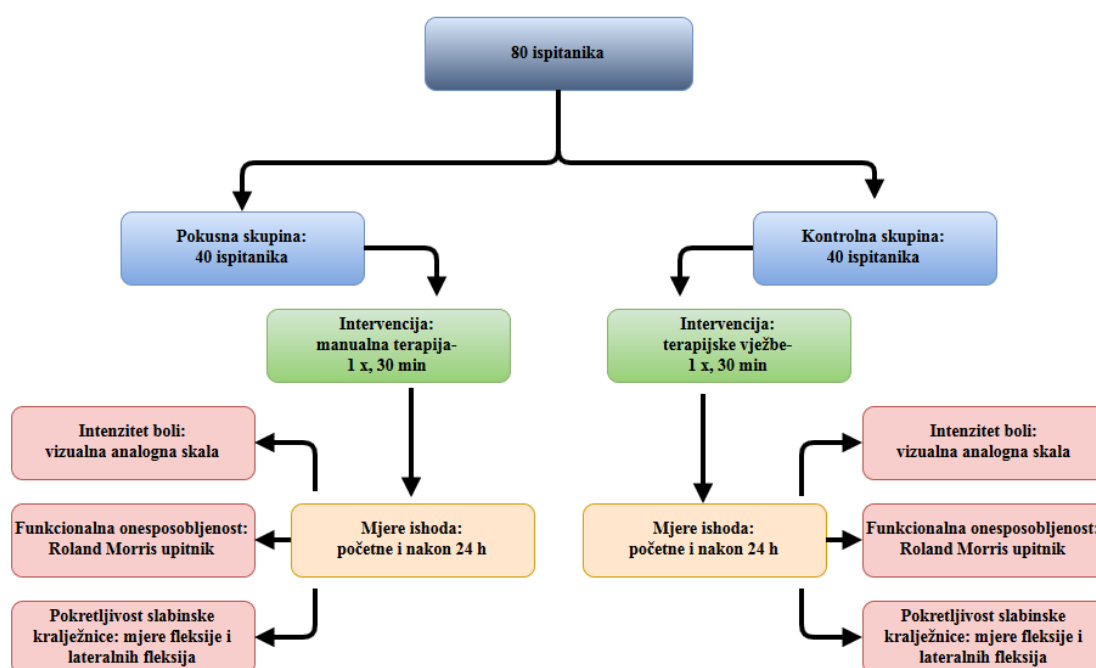 80 ispitanika
Pokusna skupina:
40 ispitanika
Kontrolna skupina:
40 ispitanika
Intervencija:
manualna terapija-
1 x, 30 min
Intervencija:
terapijske vježbe-
1 x, 30 min
Intenzitet boli:
vizualna analogna skala
Intenzitet boli:
vizualna analogna skala
Funkcionalna onesposobljenost:
Roland Morris upitnik
Mjere ishoda:
početne i nakon 24 h
Mjere ishoda:
početne i nakon 24 h
Funkcionalna onesposobljenost:
Roland Morris upitnik
Pokretljivost slabinske
kralježnice: mjere fleksije i
lateralnih fleksija
Pokretljivost slabinske
kralježnice: mjere fleksije i
lateralnih fleksija